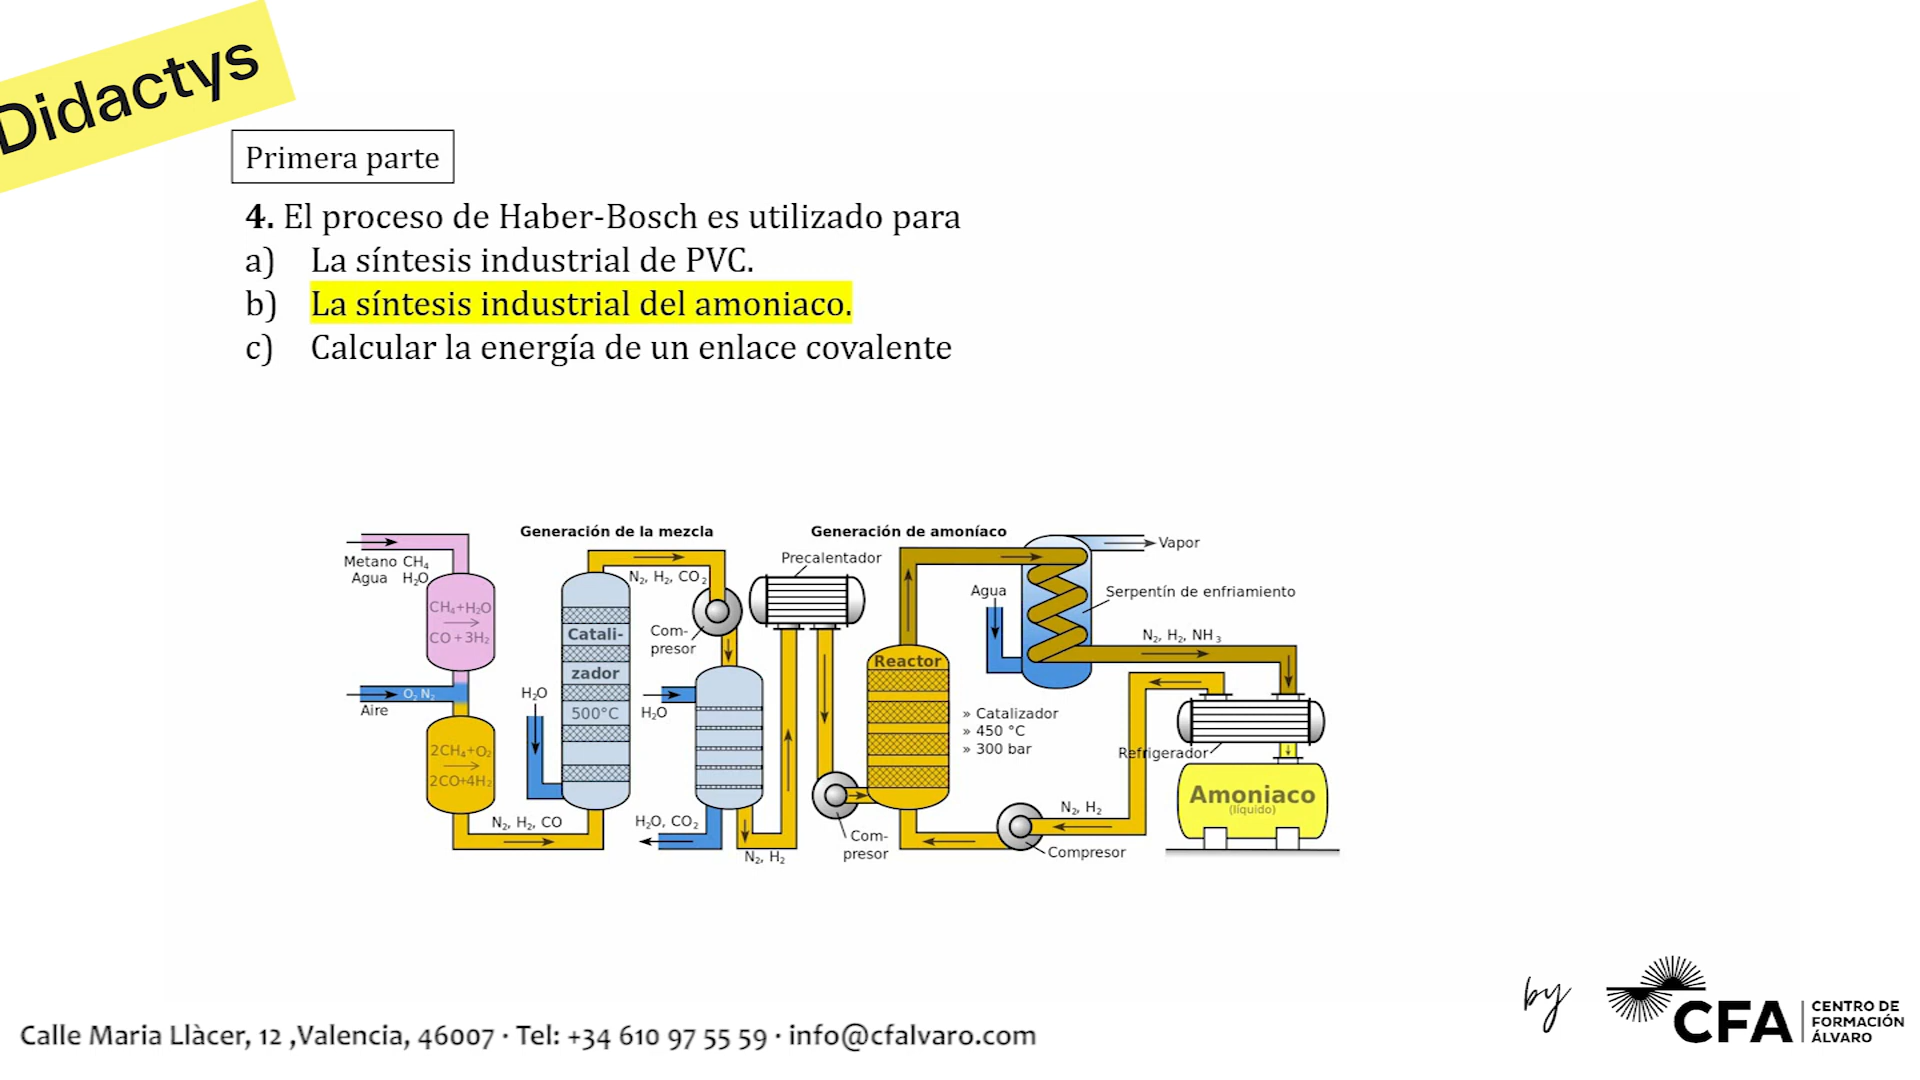 Didactys
Primera parte
4. El proceso de Haber-Bosch es utilizado para
a) La síntesis industrial de PVC.
b) La síntesis industrial del amoniaco.
c) Calcular la energía de un enlace covalente
Generación de la mezcla
Generación de amoníaco
Metano CH₄
Agua H₂O
CH₄+H₂O
CO+3H₂
O₂ N₂
Aire
2CH₄+O₂
2CO+4H₂
N₂, H₂, CO
H₂O
Catali-
zador
500°C
N₂, H₂, CO₂
Com-
presor
H₂O
H₂O, CO₂
N₂, H₂
Precalentador
Com-
presor
Reactor
» Catalizador
» 450 °C
» 300 bar
Agua
Vapor
Serpentín de enfriamiento
N₂, H₂, NH₃
Refrigerador
N₂, H₂
Compresor
Amoniaco
(líquido)
by
CFA
CENTRO DE
FORMACIÓN
ÁLVARO
Calle Maria Llàcer, 12 ,Valencia, 46007 · Tel: +34 610 97 55 59 · info@cfalvaro.com